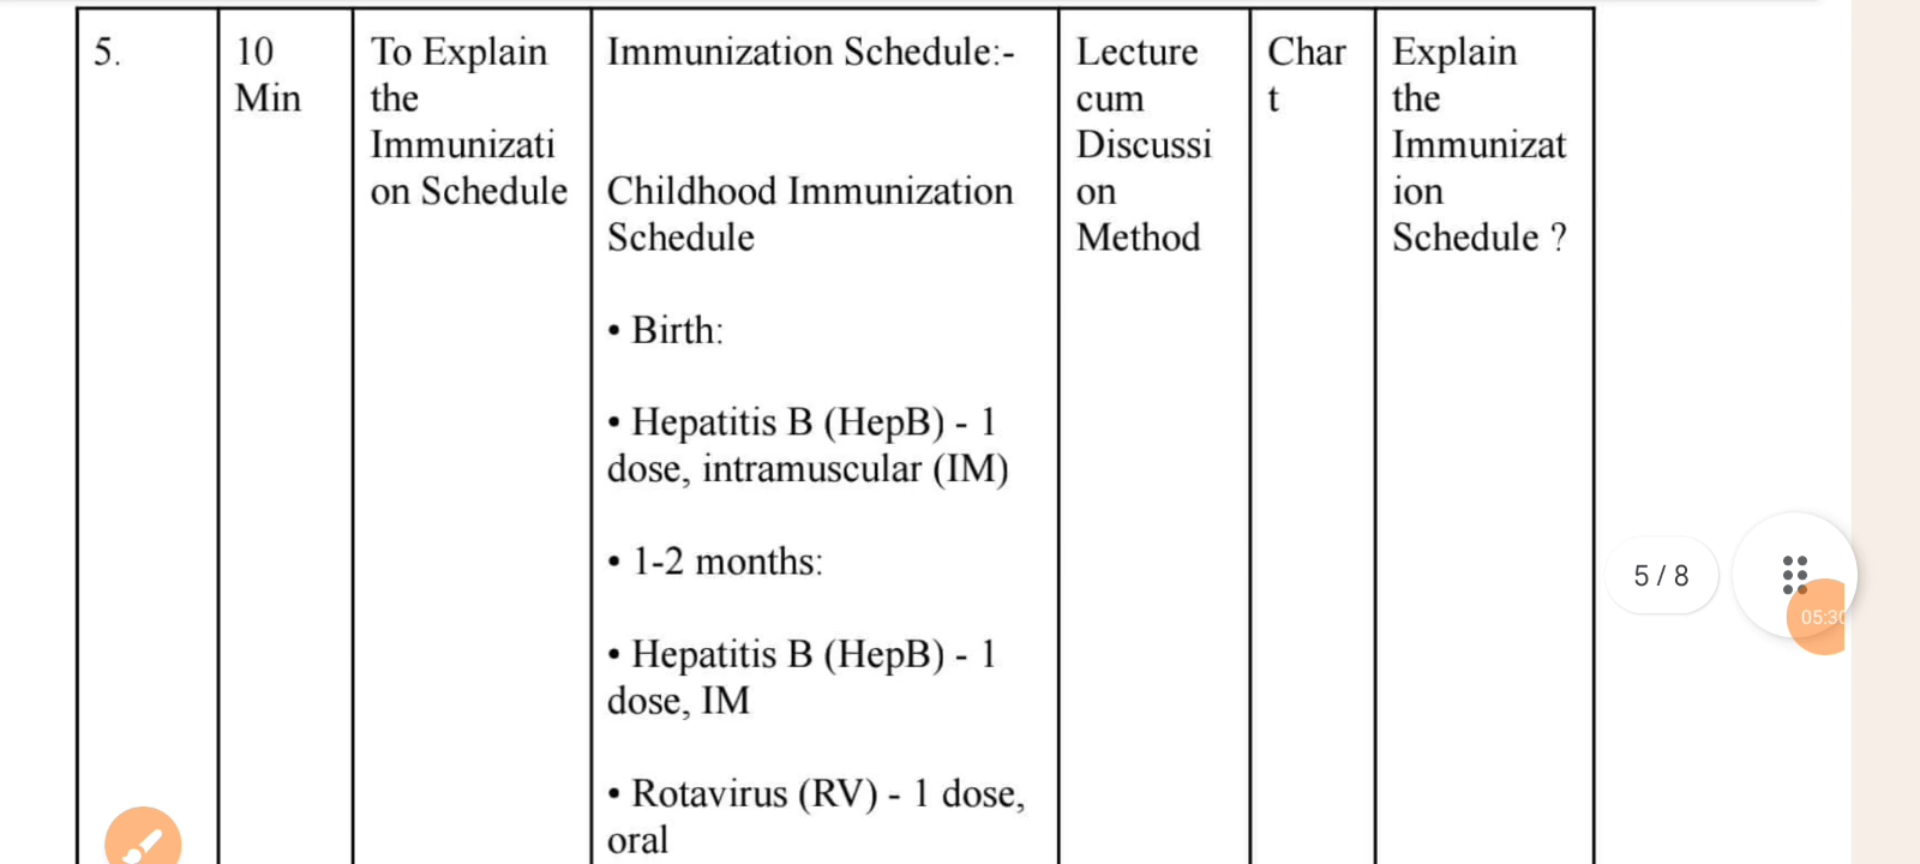 5.
10
Min
To Explain
the
Immunizati
on Schedule
Immunization Schedule:-
Childhood Immunization
Schedule
• Birth:
• Hepatitis B (HepB) - 1
dose, intramuscular (IM)
• 1-2 months:
• Hepatitis B (HepB) - 1
dose, IM
• Rotavirus (RV) - 1 dose,
oral
Lecture
cum
Discussi
on
Method
Char
t
Explain
the
Immunizat
ion
Schedule ?
5 / 8
05:30